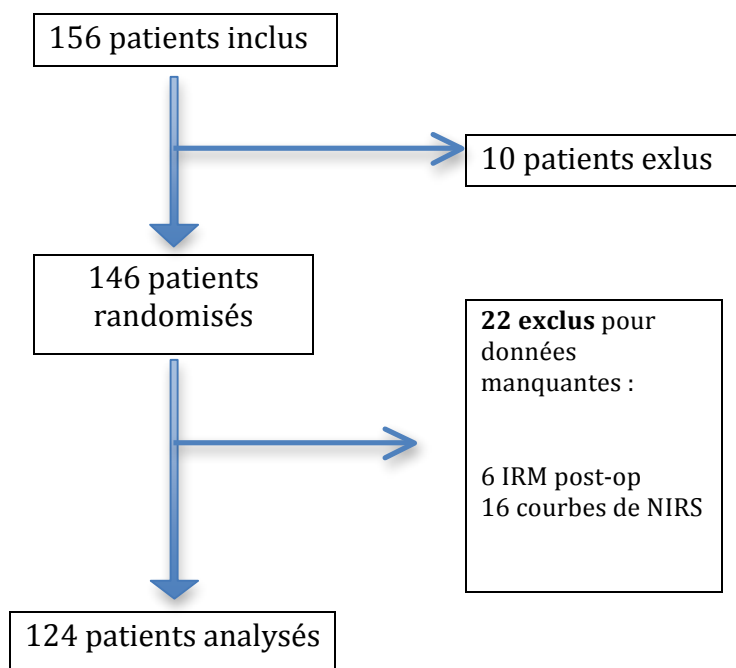 156 patients inclus
10 patients exlus
146 patients
randomisés
22 exclus pour
données
manquantes :
6 IRM post-op
16 courbes de NIRS
124 patients analysés